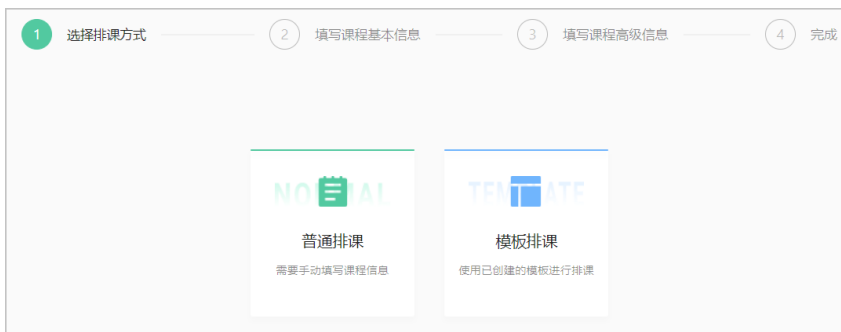 1 选择排课方式 2 填写课程基本信息 3 填写课程高级信息 4 完成
普通排课 模板排课
需要手动填写课程信息 使用已创建的模板进行排课